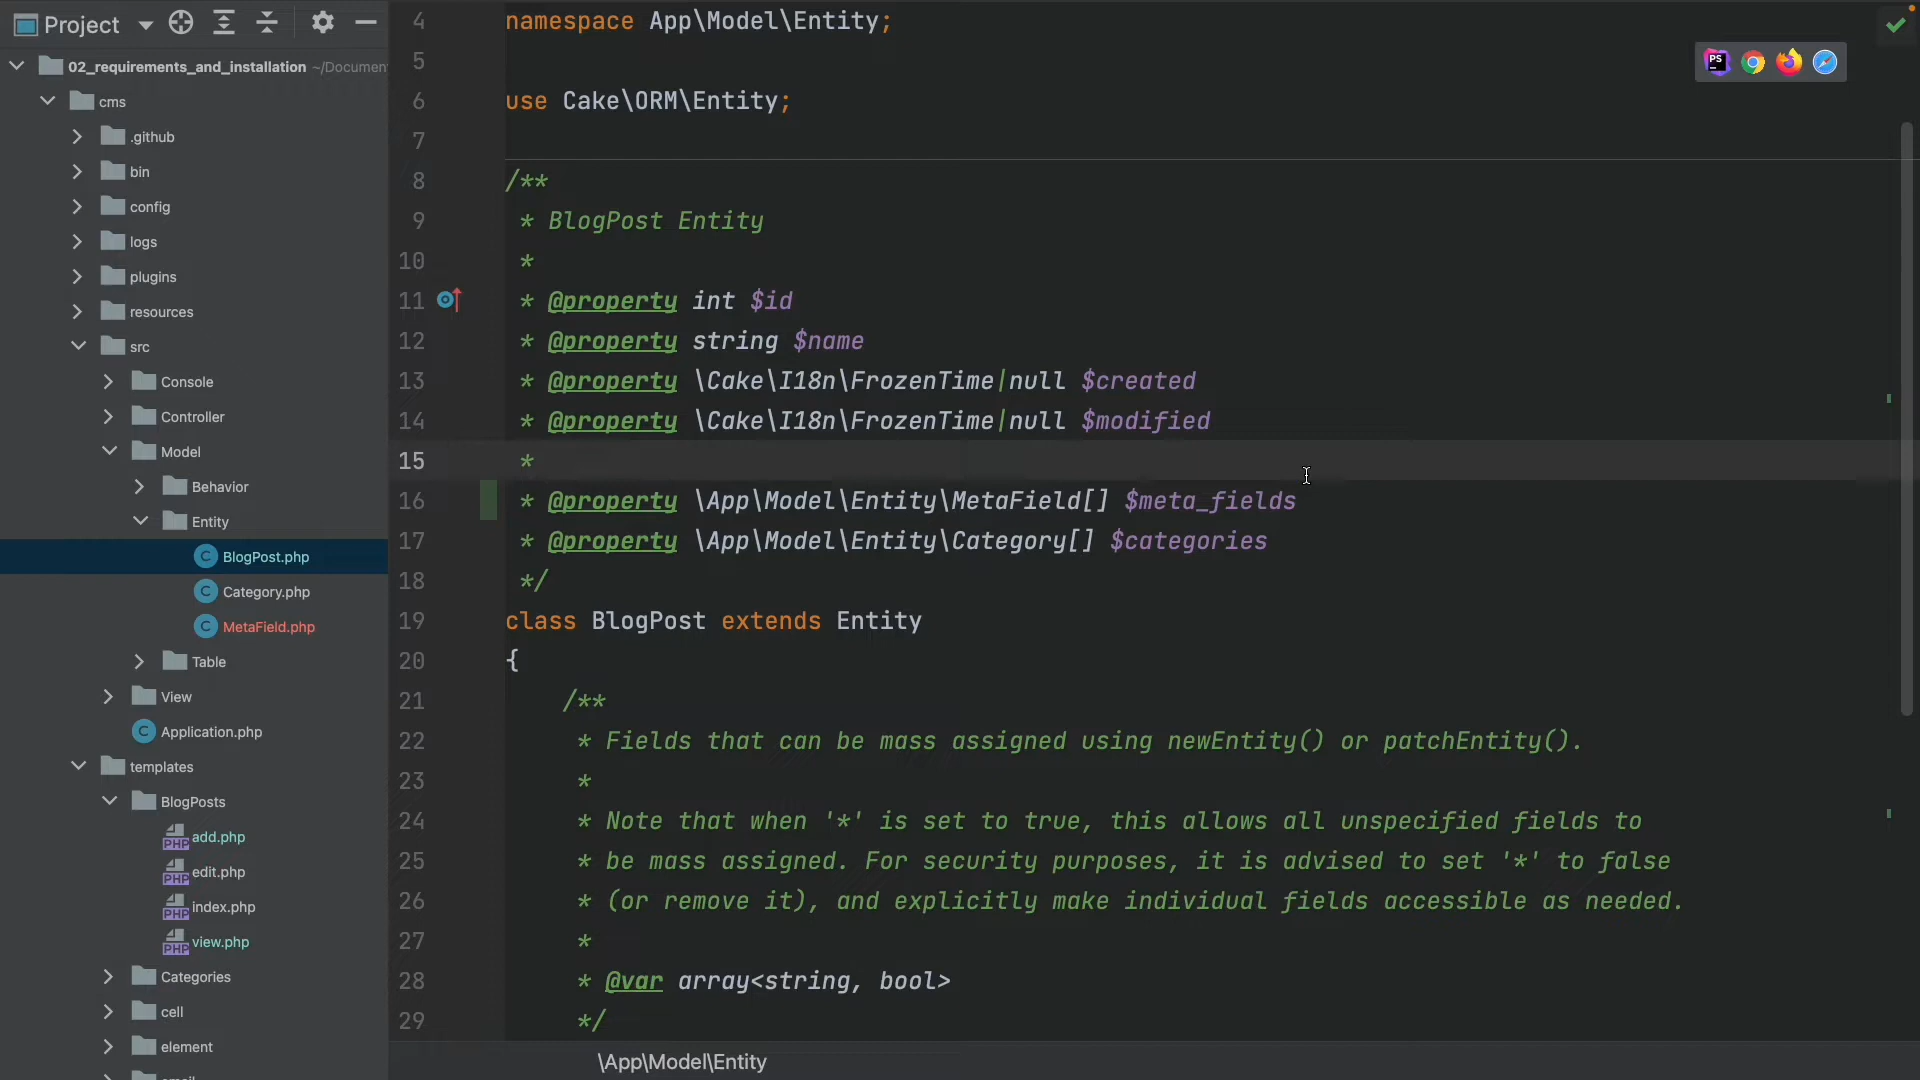 Project
02_requirements_and_installation ~/Documen
cms
.github
bin
config
logs
plugins
resources
src
Console
Controller
Model
Behavior
Entity
BlogPost.php
Category.php
MetaField.php
Table
View
Application.php
templates
BlogPosts
add.php
edit.php
index.php
view.php
Categories
cell
element
4 namespace App\Model\Entity;
5
6 use Cake\ORM\Entity;
7
8 /**
9 * BlogPost Entity
10 *
11 * @property int $id
12 * @property string $name
13 * @property \Cake\I18n\FrozenTime|null $created
14 * @property \Cake\I18n\FrozenTime|null $modified
15 *
16 * @property \App\Model\Entity\MetaField[] $meta_fields
17 * @property \App\Model\Entity\Category[] $categories
18 */
19 class BlogPost extends Entity
20 {
21 /**
22 * Fields that can be mass assigned using newEntity() or patchEntity().
23 *
24 * Note that when '*' is set to true, this allows all unspecified fields to
25 * be mass assigned. For security purposes, it is advised to set '*' to false
26 * (or remove it), and explicitly make individual fields accessible as needed.
27 *
28 * @var array<string, bool>
29 */
\App\Model\Entity